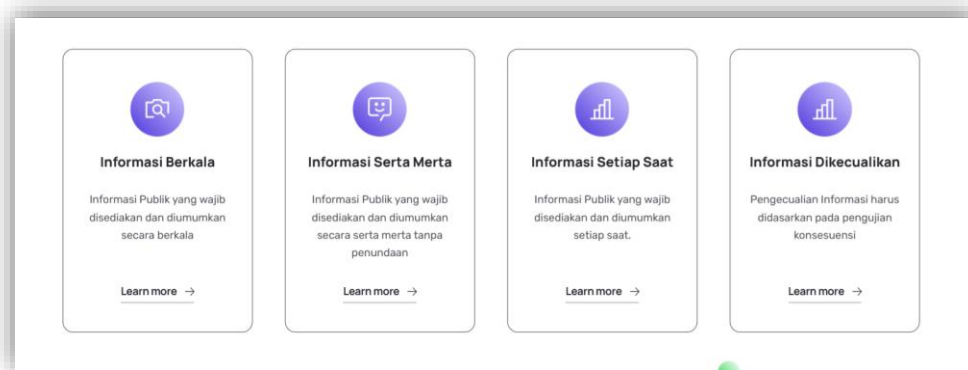 Informasi Berkala
Informasi Publik yang wajib
disediakan dan diumumkan
secara berkala
Learn more →
Informasi Serta Merta
Informasi Publik yang wajib
disediakan dan diumumkan
secara serta merta tanpa
penundaan
Learn more →
Informasi Setiap Saat
Informasi Publik yang wajib
disediakan dan diumumkan
setiap saat.
Learn more →
Informasi Dikecualikan
Pengecualian Informasi harus
didasarkan pada pengujian
konsesuensi
Learn more →